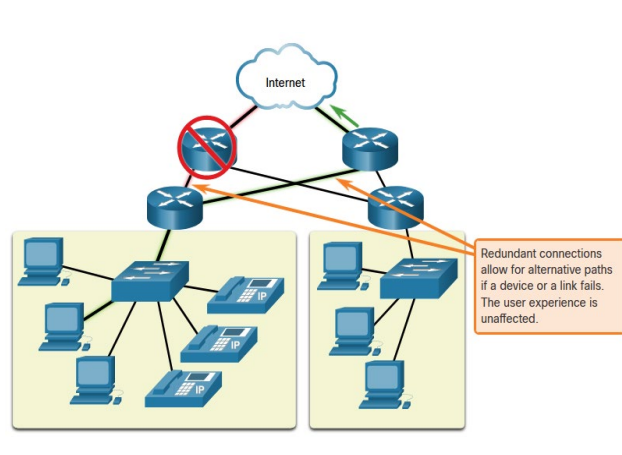 Internet
Redundant connections
allow for alternative paths
if a device or a link fails.
The user experience is
unaffected.
IP
IP
IP